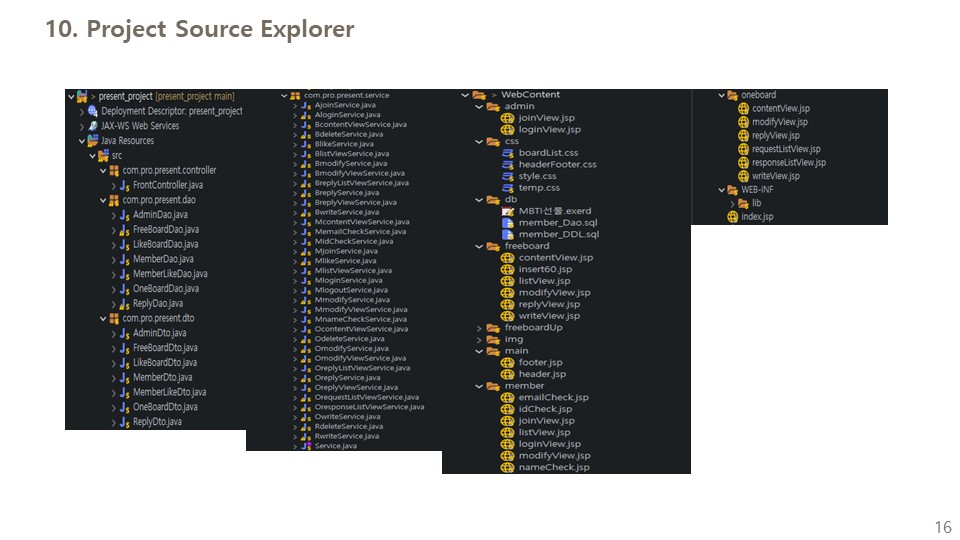 10. Project Source Explorer
> present_project [present_project main]
Deployment Descriptor: present_project
JAX-WS Web Services
Java Resources
src
com.pro.present.controller
FrontController.java
com.pro.present.dao
AdminDao.java
FreeBoardDao.java
LikeBoardDao.java
MemberDao.java
MemberLikeDao.java
OneBoardDao.java
ReplyDao.java
com.pro.present.dto
AdminDto.java
FreeBoardDto.java
LikeBoardDto.java
MemberDto.java
MemberLikeDto.java
OneBoardDto.java
ReplyDto.java
com.pro.present.service
AjoinService.java
AloginService.java
BcontentViewService.java
BdeleteService.java
BlikeService.java
BlistViewService.java
BmodifyService.java
BmodifyViewService.java
BreplyListViewService.java
BreplyService.java
BreplyViewService.java
BwriteService.java
McontentViewService.java
MemailCheckService.java
MidCheckService.java
MjoinService.java
MlikeService.java
MlistViewService.java
MloginService.java
MlogoutService.java
MmodifyService.java
MmodifyViewService.java
MnameCheckService.java
OcontentViewService.java
OdeleteService.java
OmodifyService.java
OmodifyViewService.java
OreplyListViewService.java
OreplyService.java
OreplyViewService.java
OrequestListViewService.java
OresponseListViewService.java
OwriteService.java
RdeleteService.java
RwriteService.java
Service.java
> WebContent
admin
joinView.jsp
loginView.jsp
css
boardList.css
headerFooter.css
style.css
temp.css
db
MBTI선물.exerd
member_Dao.sql
member_DDL.sql
freeboard
contentView.jsp
insert60.jsp
listView.jsp
modifyView.jsp
replyView.jsp
writeView.jsp
freeboardUp
img
main
footer.jsp
header.jsp
member
emailCheck.jsp
idCheck.jsp
joinView.jsp
listView.jsp
loginView.jsp
modifyView.jsp
nameCheck.jsp
oneboard
contentView.jsp
modifyView.jsp
replyView.jsp
requestListView.jsp
responseListView.jsp
writeView.jsp
WEB-INF
lib
index.jsp
16